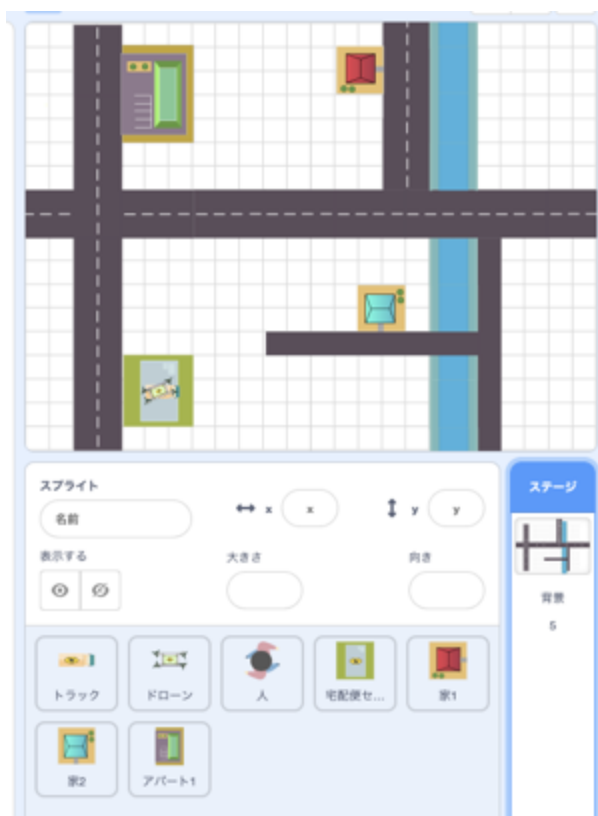 スプライト
ステージ
名前
x x
y y
表示する
大きさ
向き
背景
5
トラック
ドローン
人
宅配便セ...
家1
家2
アパート1